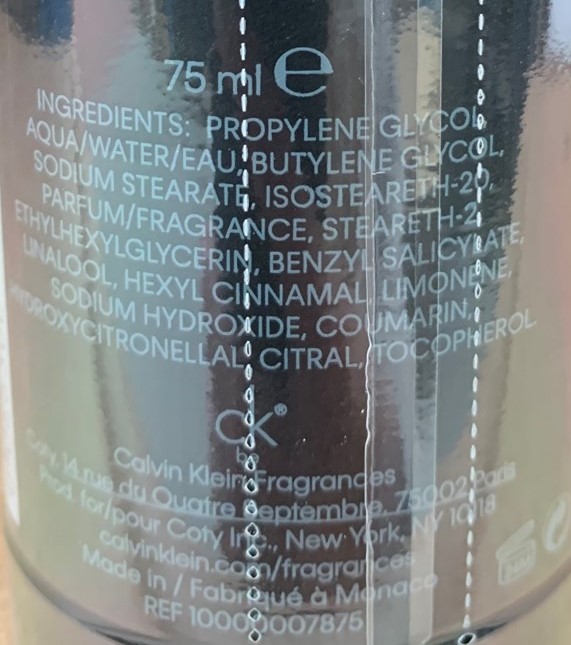 75 ml e
INGREDIENTS: PROPYLENE GLYCOL,
AQUA/WATER/EAU, BUTYLENE GLYCOL,
SODIUM STEARATE, ISOSTEARETH-20,
PARFUM/FRAGRANCE, STEARETH-2,
ETHYLHEXYLGLYCERIN, BENZYL SALICYLATE,
LINALOOL, HEXYL CINNAMAL, LIMONENE,
SODIUM HYDROXIDE, COUMARIN,
HYDROXYCITRONELLAL, CITRAL, TOCOPHEROL
CK®
be
Calvin Klein Fragrances
Coty, 14 rue du Quatre Septembre, 75002 Paris
Prod. for/pour Coty Inc., New York, NY 10118
calvinklein.com/fragrances
Made in / Fabriqué à Monaco
REF 10000007875